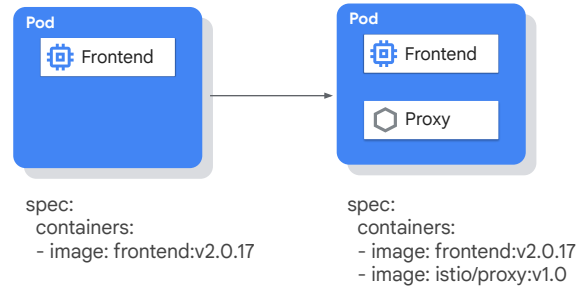 Pod
Frontend
spec:
containers:
- image: frontend:v2.0.17
Pod
Frontend
Proxy
spec:
containers:
- image: frontend:v2.0.17
- image: istio/proxy:v1.0